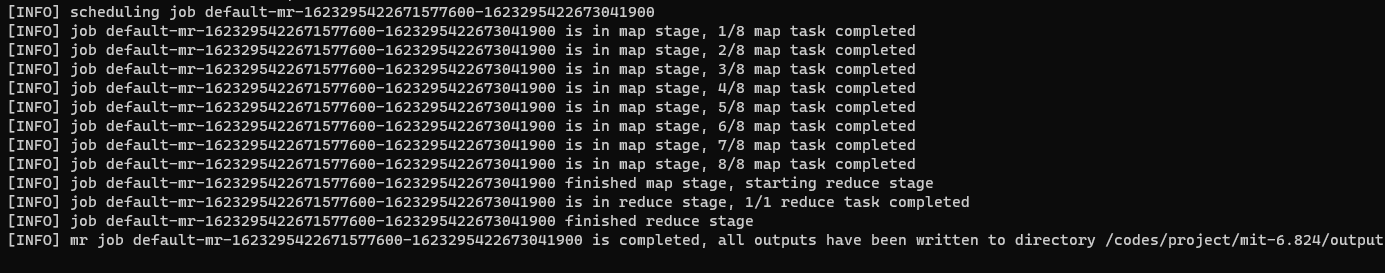 [INFO] scheduling job default-mr-1623295422671577600-1623295422673041900
[INFO] job default-mr-1623295422671577600-1623295422673041900 is in map stage, 1/8 map task completed
[INFO] job default-mr-1623295422671577600-1623295422673041900 is in map stage, 2/8 map task completed
[INFO] job default-mr-1623295422671577600-1623295422673041900 is in map stage, 3/8 map task completed
[INFO] job default-mr-1623295422671577600-1623295422673041900 is in map stage, 4/8 map task completed
[INFO] job default-mr-1623295422671577600-1623295422673041900 is in map stage, 5/8 map task completed
[INFO] job default-mr-1623295422671577600-1623295422673041900 is in map stage, 6/8 map task completed
[INFO] job default-mr-1623295422671577600-1623295422673041900 is in map stage, 7/8 map task completed
[INFO] job default-mr-1623295422671577600-1623295422673041900 is in map stage, 8/8 map task completed
[INFO] job default-mr-1623295422671577600-1623295422673041900 finished map stage, starting reduce stage
[INFO] job default-mr-1623295422671577600-1623295422673041900 is in reduce stage, 1/1 reduce task completed
[INFO] job default-mr-1623295422671577600-1623295422673041900 finished reduce stage
[INFO] mr job default-mr-1623295422671577600-1623295422673041900 is completed, all outputs have been written to directory /codes/project/mit-6.824/output